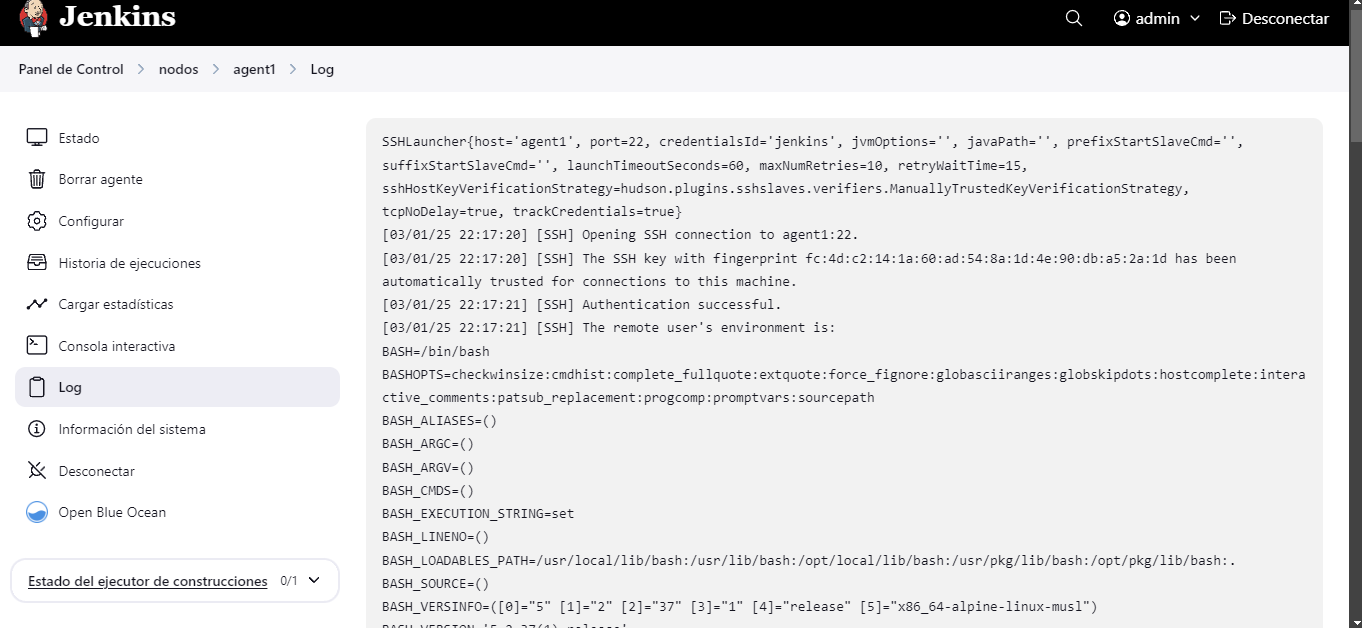 Jenkins
admin
Desconectar
Panel de Control
nodos
agent1
Log
Estado
Borrar agente
Configurar
Historia de ejecuciones
Cargar estadísticas
Consola interactiva
Log
Información del sistema
Desconectar
Open Blue Ocean
Estado del ejecutor de construcciones 0/1
SSHLauncher{host='agent1', port=22, credentialsId='jenkins', jvmOptions='', javaPath='', prefixStartSlaveCmd='',
suffixStartSlaveCmd='', launchTimeoutSeconds=60, maxNumRetries=10, retryWaitTime=15,
sshHostKeyVerificationStrategy=hudson.plugins.sshslaves.verifiers.ManuallyTrustedKeyVerificationStrategy,
tcpNoDelay=true, trackCredentials=true}
[03/01/25 22:17:20] [SSH] Opening SSH connection to agent1:22.
[03/01/25 22:17:20] [SSH] The SSH key with fingerprint fc:4d:c2:14:1a:60:ad:54:8a:1d:4e:90:db:a5:2a:1d has been
automatically trusted for connections to this machine.
[03/01/25 22:17:21] [SSH] Authentication successful.
[03/01/25 22:17:21] [SSH] The remote user's environment is:
BASH=/bin/bash
BASHOPTS=checkwinsize:cmdhist:complete_fullquote:extquote:force_fignore:globasciiranges:globskipdots:hostcomplete:intera
ctive_comments:patsub_replacement:progcomp:promptvars:sourcepath
BASH_ALIASES=()
BASH_ARGC=()
BASH_ARGV=()
BASH_CMDS=()
BASH_EXECUTION_STRING=set
BASH_LINENO=()
BASH_LOADABLES_PATH=/usr/local/lib/bash:/usr/lib/bash:/opt/local/lib/bash:/usr/pkg/lib/bash:/opt/pkg/lib/bash:.
BASH_SOURCE=()
BASH_VERSINFO=([0]="5" [1]="2" [2]="37" [3]="1" [4]="release" [5]="x86_64-alpine-linux-musl")
BASH_VERSION='5.2.37(1)-release'